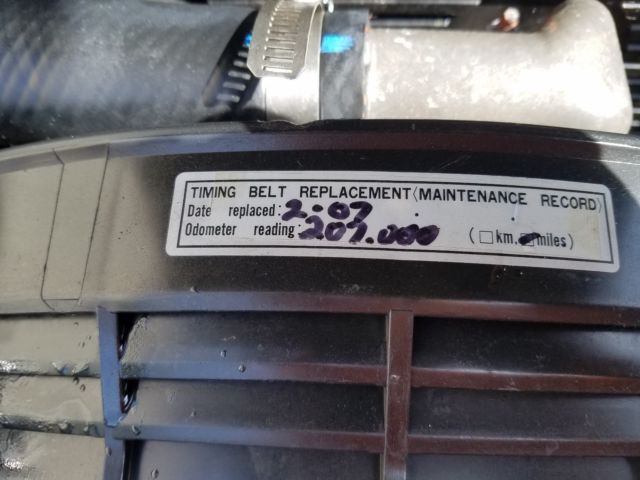 TIMING BELT REPLACEMENT (MAINTENANCE RECORD)
Date replaced: 2-07
Odometer reading: 207.000 (☐ km, ☑ miles)